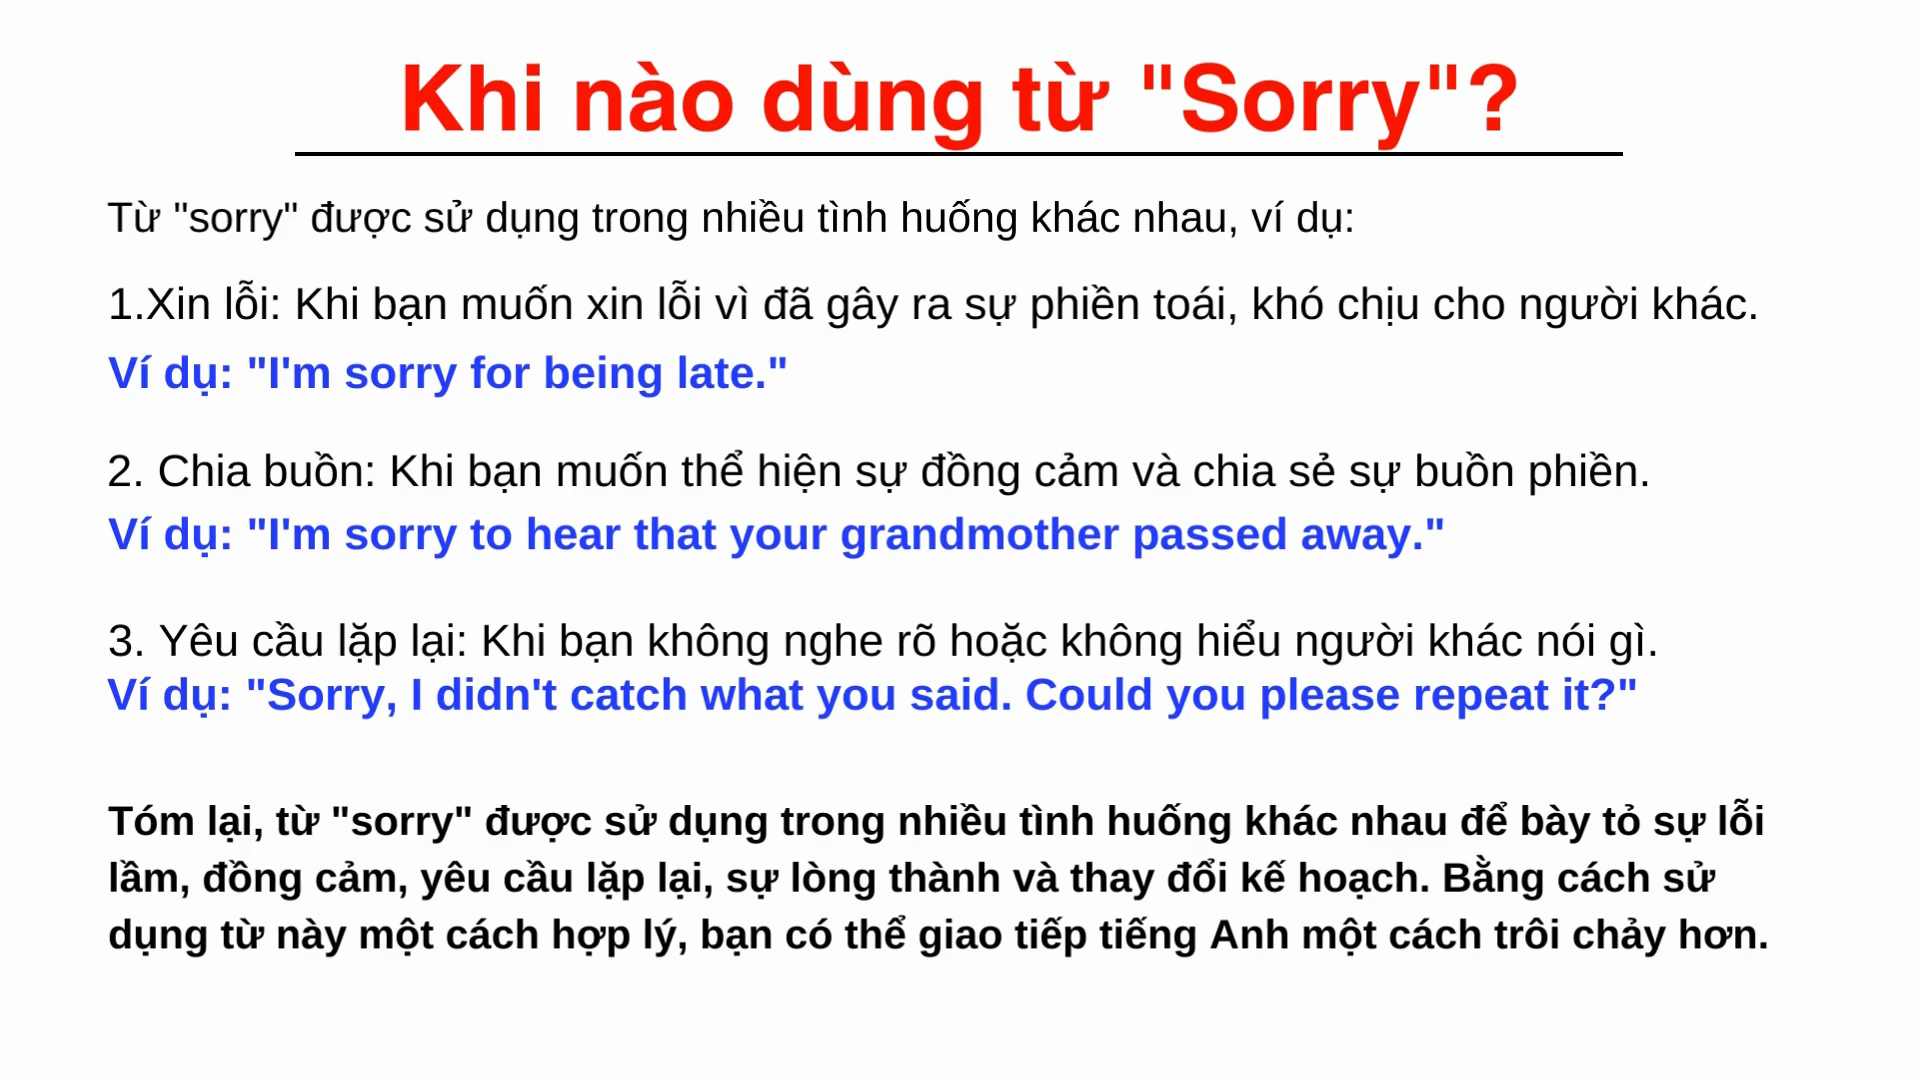 Khi nào dùng từ "Sorry"?
Từ "sorry" được sử dụng trong nhiều tình huống khác nhau, ví dụ:
1.Xin lỗi: Khi bạn muốn xin lỗi vì đã gây ra sự phiền toái, khó chịu cho người khác.
Ví dụ: "I'm sorry for being late."
2. Chia buồn: Khi bạn muốn thể hiện sự đồng cảm và chia sẻ sự buồn phiền.
Ví dụ: "I'm sorry to hear that your grandmother passed away."
3. Yêu cầu lặp lại: Khi bạn không nghe rõ hoặc không hiểu người khác nói gì.
Ví dụ: "Sorry, I didn't catch what you said. Could you please repeat it?"
Tóm lại, từ "sorry" được sử dụng trong nhiều tình huống khác nhau để bày tỏ sự lỗi
lầm, đồng cảm, yêu cầu lặp lại, sự lòng thành và thay đổi kế hoạch. Bằng cách sử
dụng từ này một cách hợp lý, bạn có thể giao tiếp tiếng Anh một cách trôi chảy hơn.